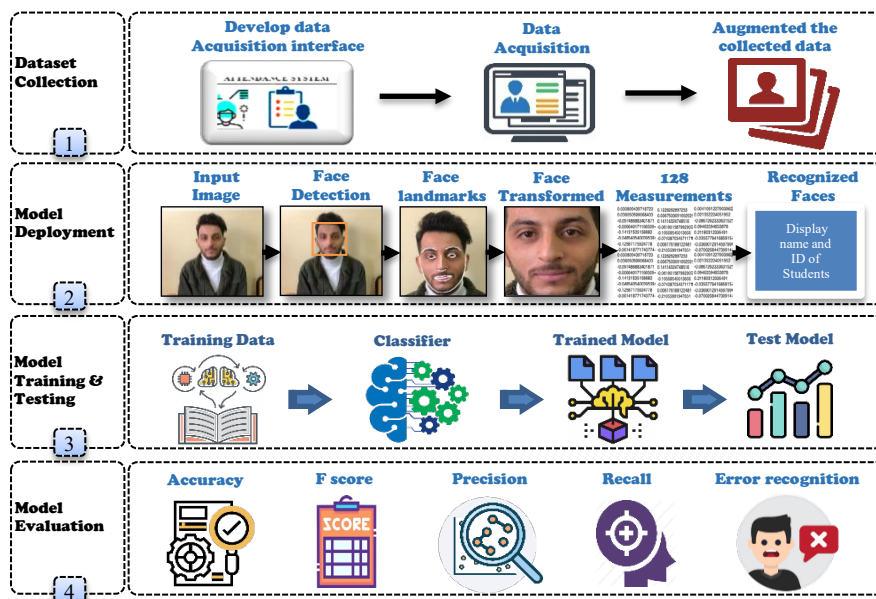 Dataset
Collection
1
Develop data
Acquisition interface
ATTENDANCE SYSTEM
Data
Acquisition
Augmented the
collected data
Model
Deployment
2
Input
Image
Face
Detection
Face
landmarks
Face
Transformed
128
Measurements
Recognized
Faces
Display
name and
ID of
Students
Model
Training &
Testing
3
Training Data
Classifier
Trained Model
Test Model
Model
Evaluation
4
Accuracy
F score
SCORE
Precision
Recall
Error recognition